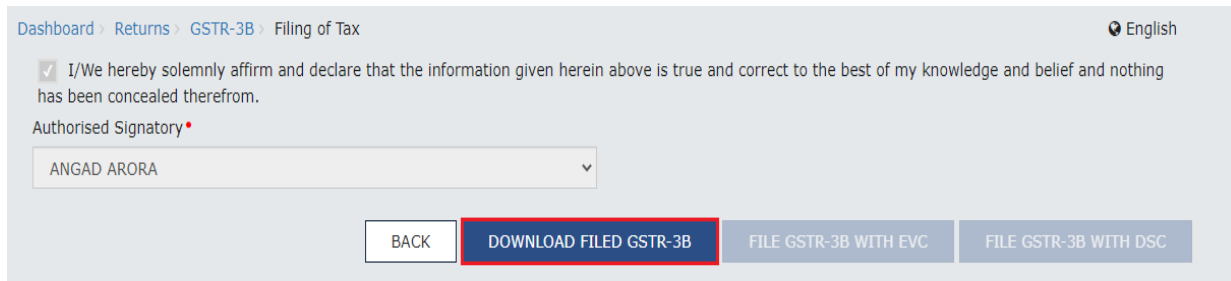 Dashboard > Returns > GSTR-3B > Filing of Tax
English
I/We hereby solemnly affirm and declare that the information given herein above is true and correct to the best of my knowledge and belief and nothing
has been concealed therefrom.
Authorised Signatory•
ANGAD ARORA
BACK DOWNLOAD FILED GSTR-3B FILE GSTR-3B WITH EVC FILE GSTR-3B WITH DSC